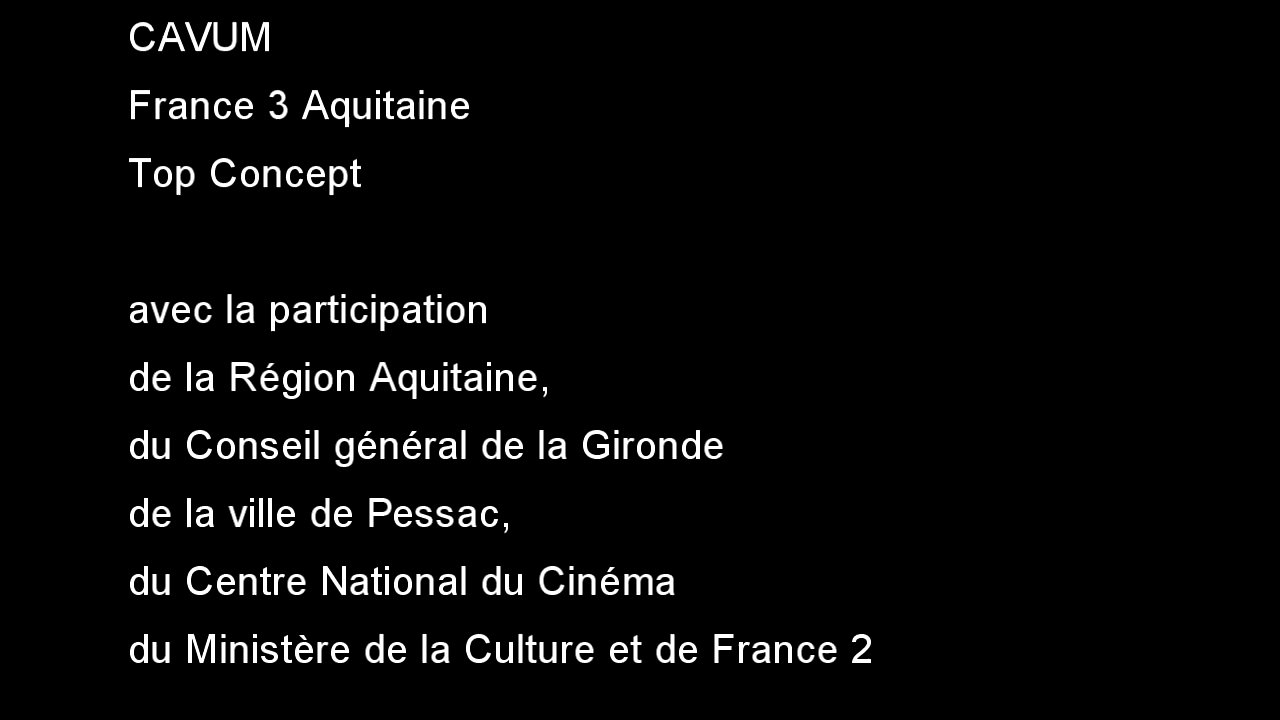 CAVUM
France 3 Aquitaine
Top Concept
avec la participation
de la Région Aquitaine,
du Conseil général de la Gironde
de la ville de Pessac,
du Centre National du Cinéma
du Ministère de la Culture et de France 2